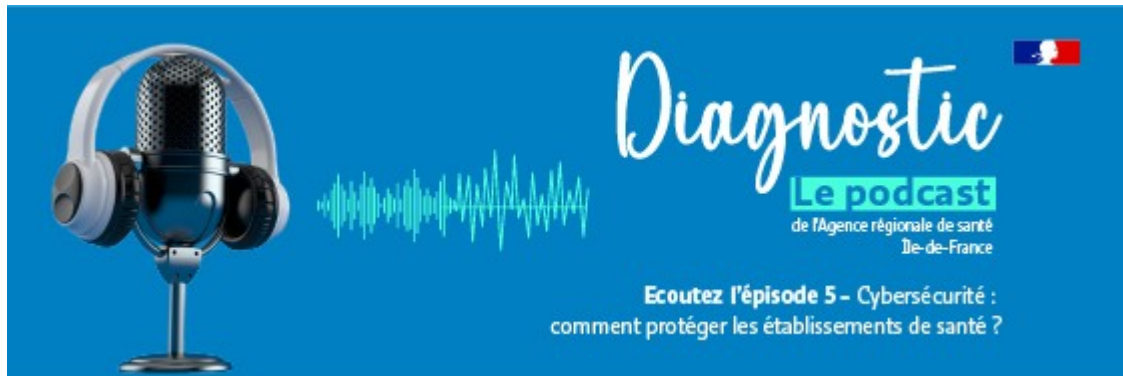 Diagnostic
Le podcast
de l'Agence régionale de santé
Île-de-France
Ecoutez l'épisode 5 - Cybersécurité :
comment protéger les établissements de santé ?